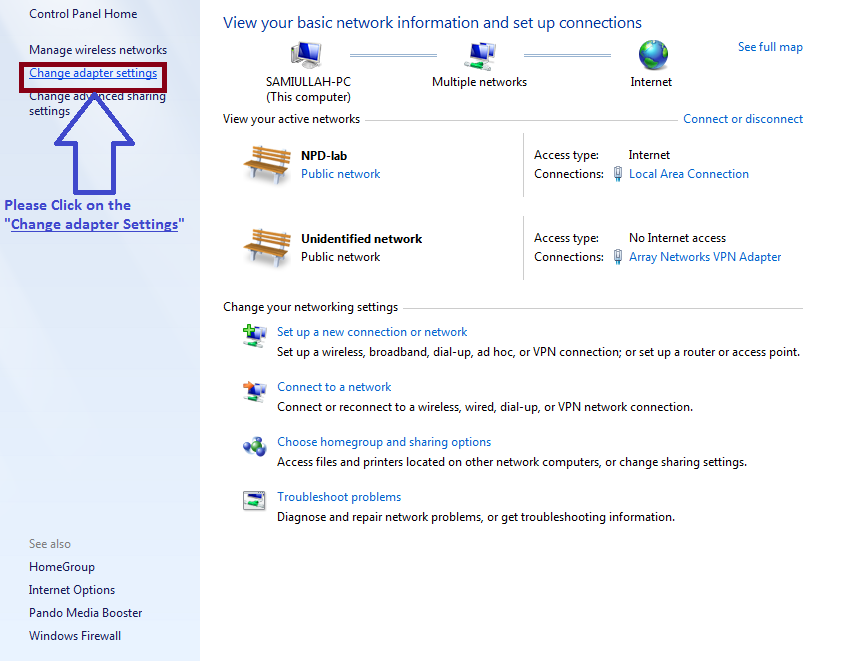 Control Panel Home
Manage wireless networks
Change adapter settings
Change advanced sharing
settings
Please Click on the
"Change adapter Settings"
See also
HomeGroup
Internet Options
Pando Media Booster
Windows Firewall
View your basic network information and set up connections
See full map
SAMIULLAH-PC
(This computer)
Multiple networks
Internet
View your active networks
Connect or disconnect
NPD-lab
Public network
Access type: Internet
Connections: Local Area Connection
Unidentified network
Public network
Access type: No Internet access
Connections: Array Networks VPN Adapter
Change your networking settings
Set up a new connection or network
Set up a wireless, broadband, dial-up, ad hoc, or VPN connection; or set up a router or access point.
Connect to a network
Connect or reconnect to a wireless, wired, dial-up, or VPN network connection.
Choose homegroup and sharing options
Access files and printers located on other network computers, or change sharing settings.
Troubleshoot problems
Diagnose and repair network problems, or get troubleshooting information.